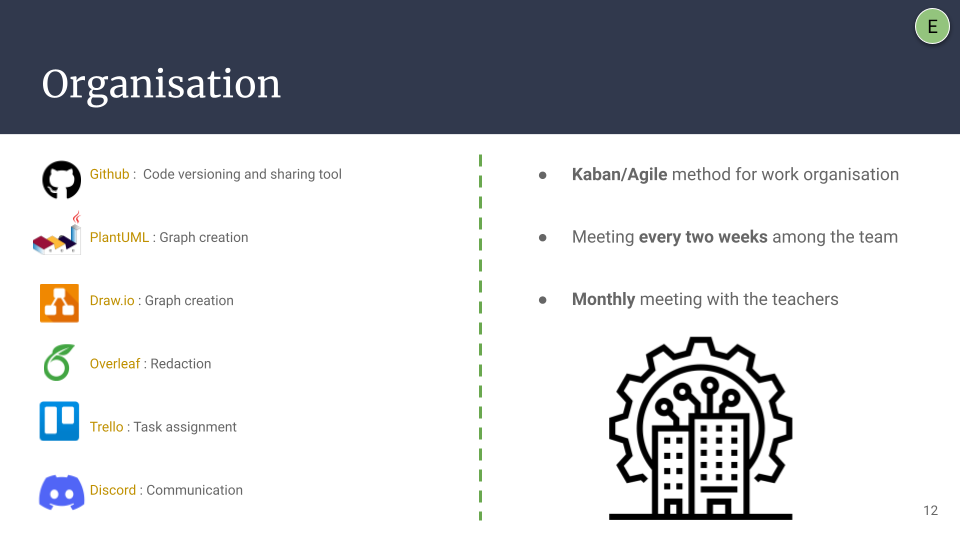 E
Organisation
Github : Code versioning and sharing tool
PlantUML : Graph creation
Draw.io : Graph creation
Overleaf : Redaction
Trello : Task assignment
Discord : Communication
● Kaban/Agile method for work organisation
● Meeting every two weeks among the team
● Monthly meeting with the teachers
12